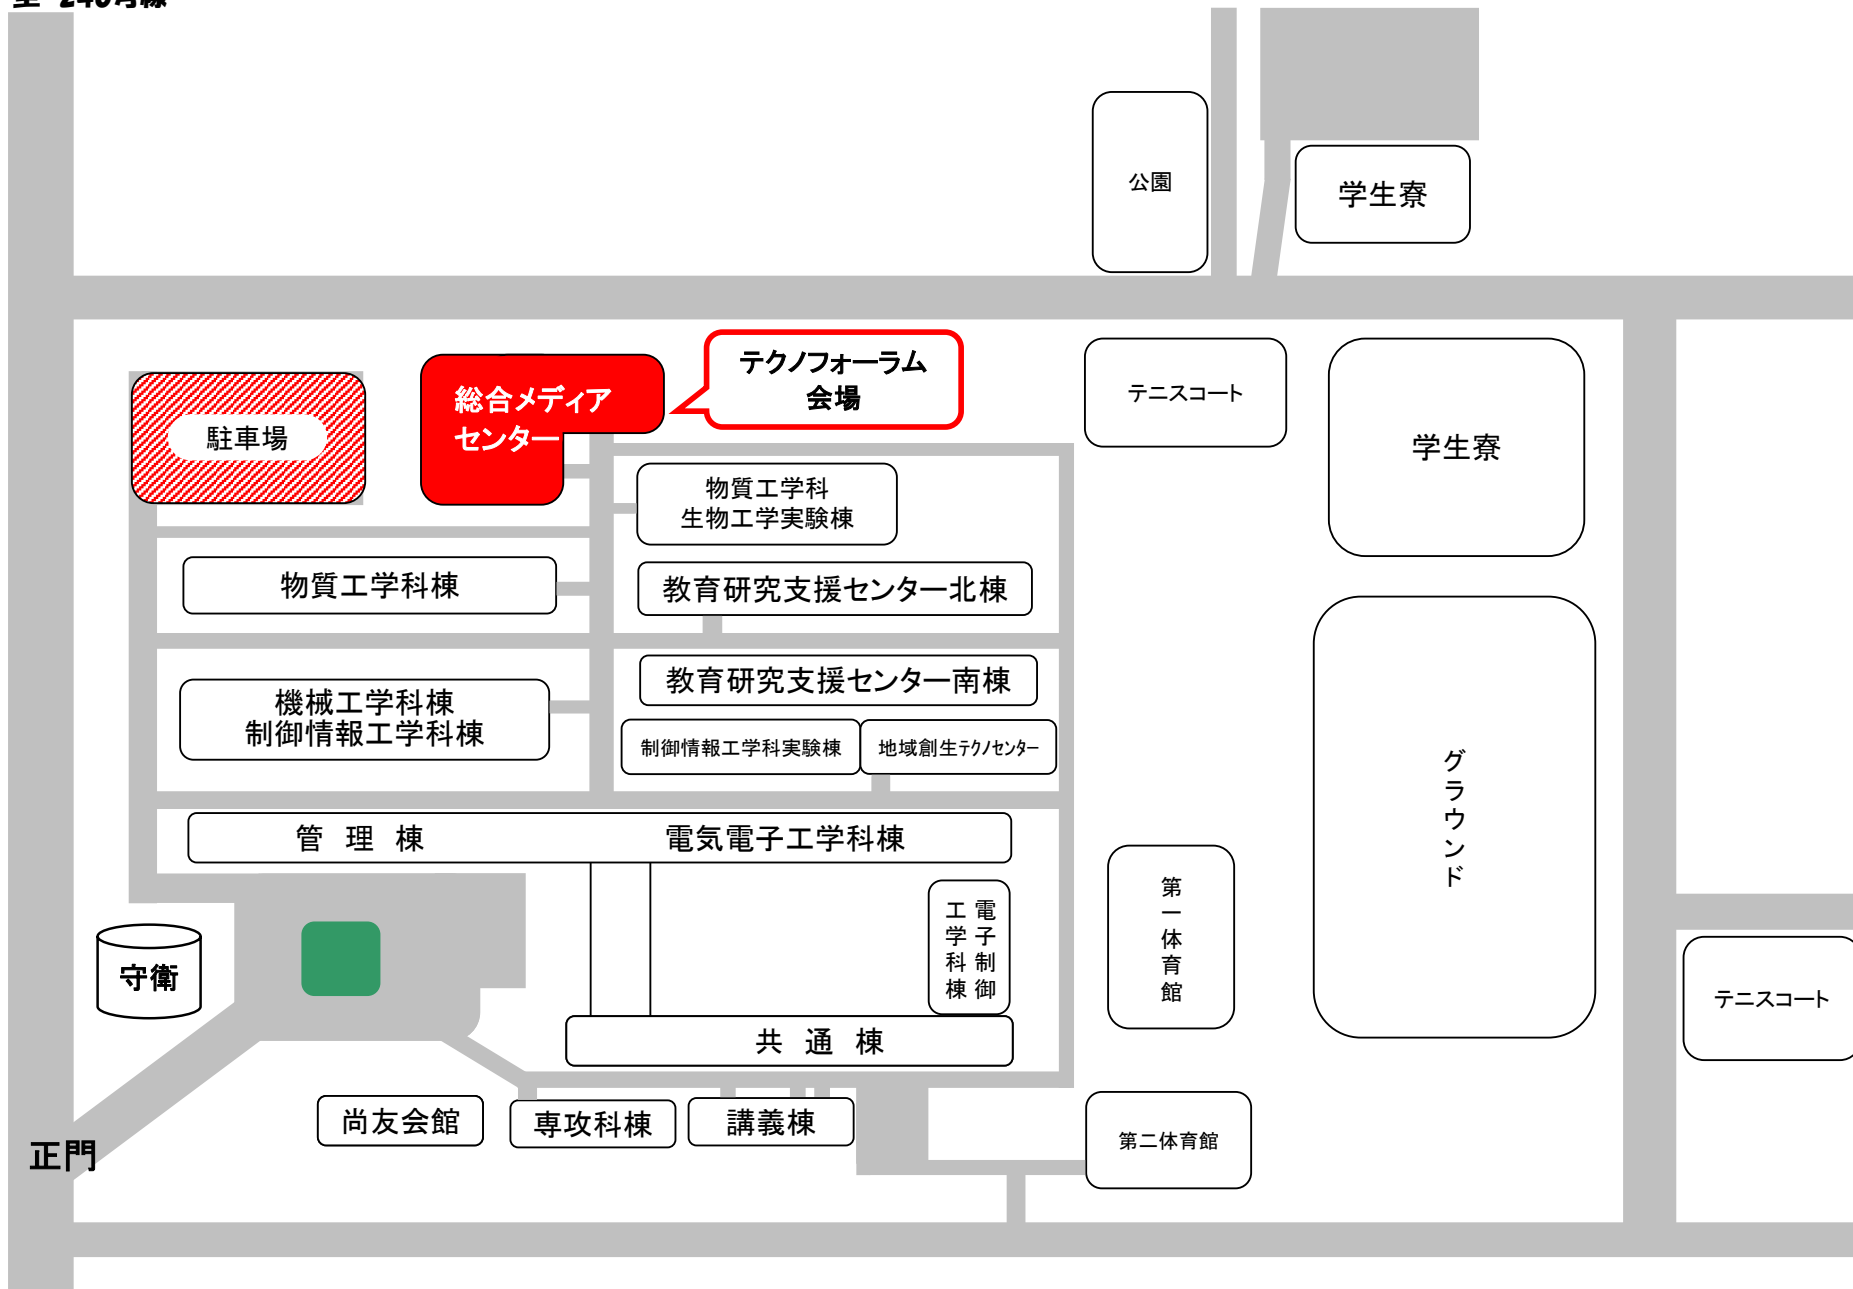 公園
学生寮
テクノフォーラム
会場
総合メディア
センター
駐車場
テニスコート
学生寮
物質工学科
生物工学実験棟
物質工学科棟
教育研究支援センター北棟
教育研究支援センター南棟
機械工学科棟
制御情報工学科棟
制御情報工学科実験棟
地域創生テクノセンター
グラウンド
管 理 棟
電気電子工学科棟
電子制御
工学科棟
第一体育館
守衛
テニスコート
共 通 棟
尚友会館
専攻科棟
講義棟
第二体育館
正門